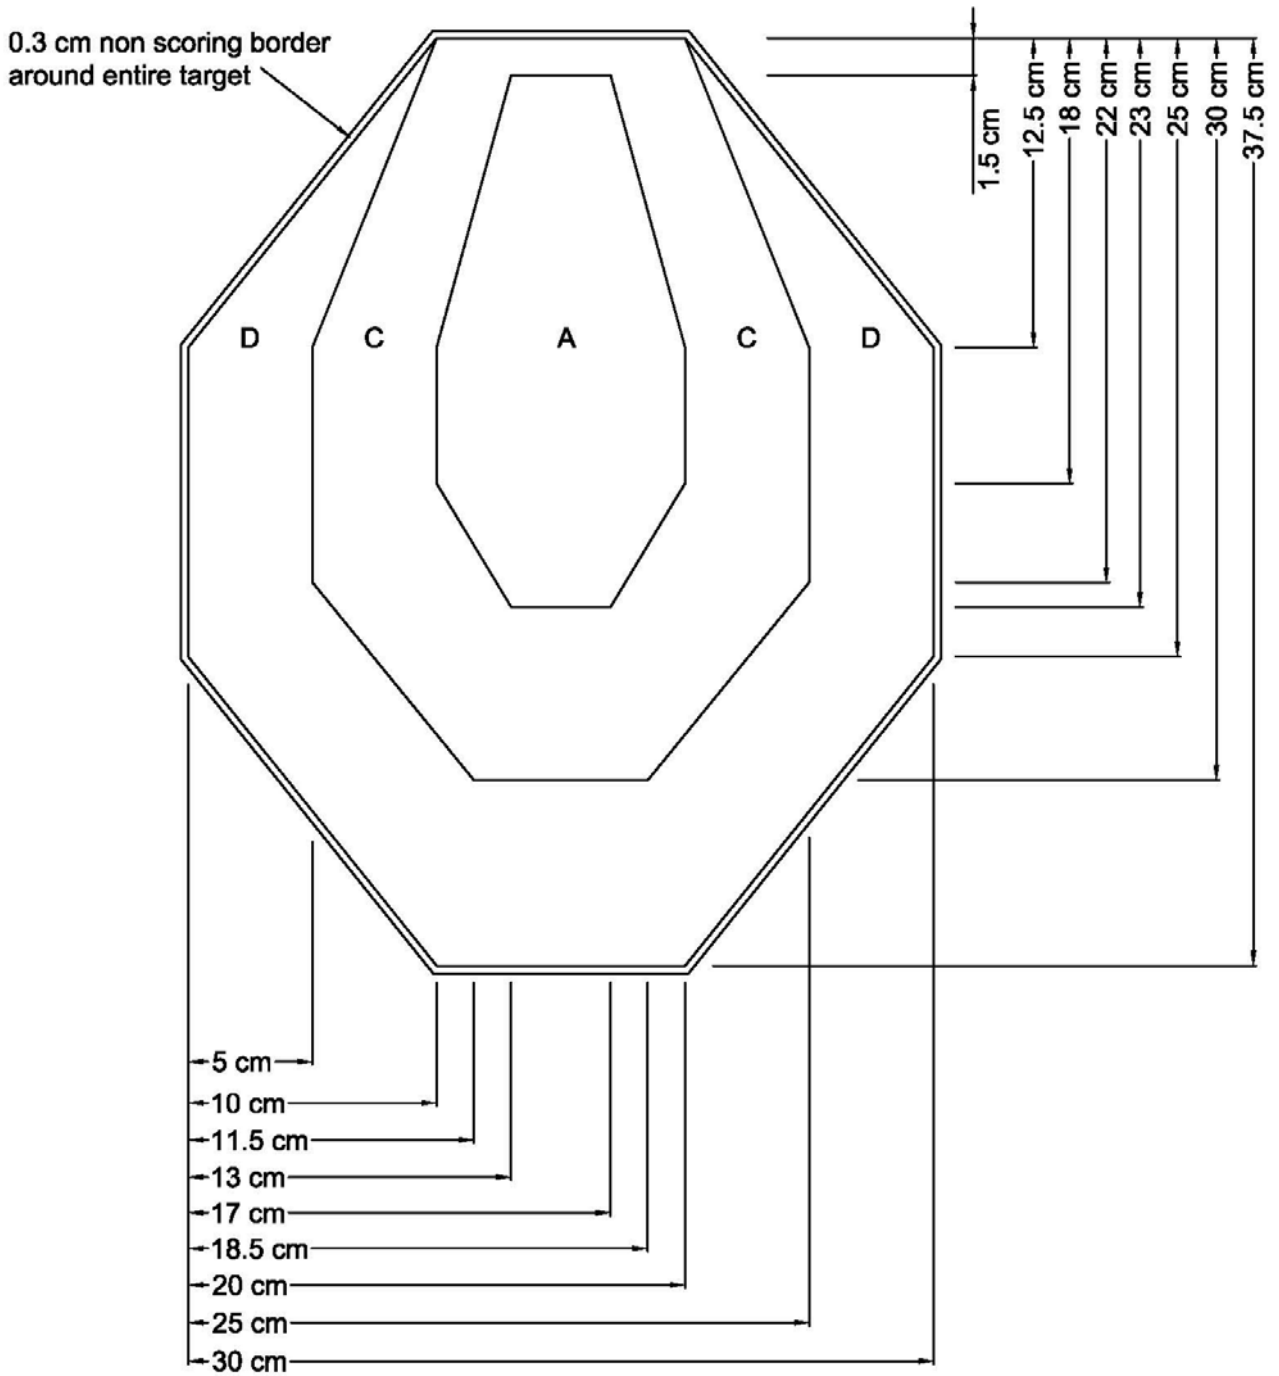 0.3 cm non scoring border
around entire target
1.5 cm
12.5 cm
18 cm
22 cm
23 cm
25 cm
30 cm
37.5 cm
D
C
A
C
D
5 cm
10 cm
11.5 cm
13 cm
17 cm
18.5 cm
20 cm
25 cm
30 cm